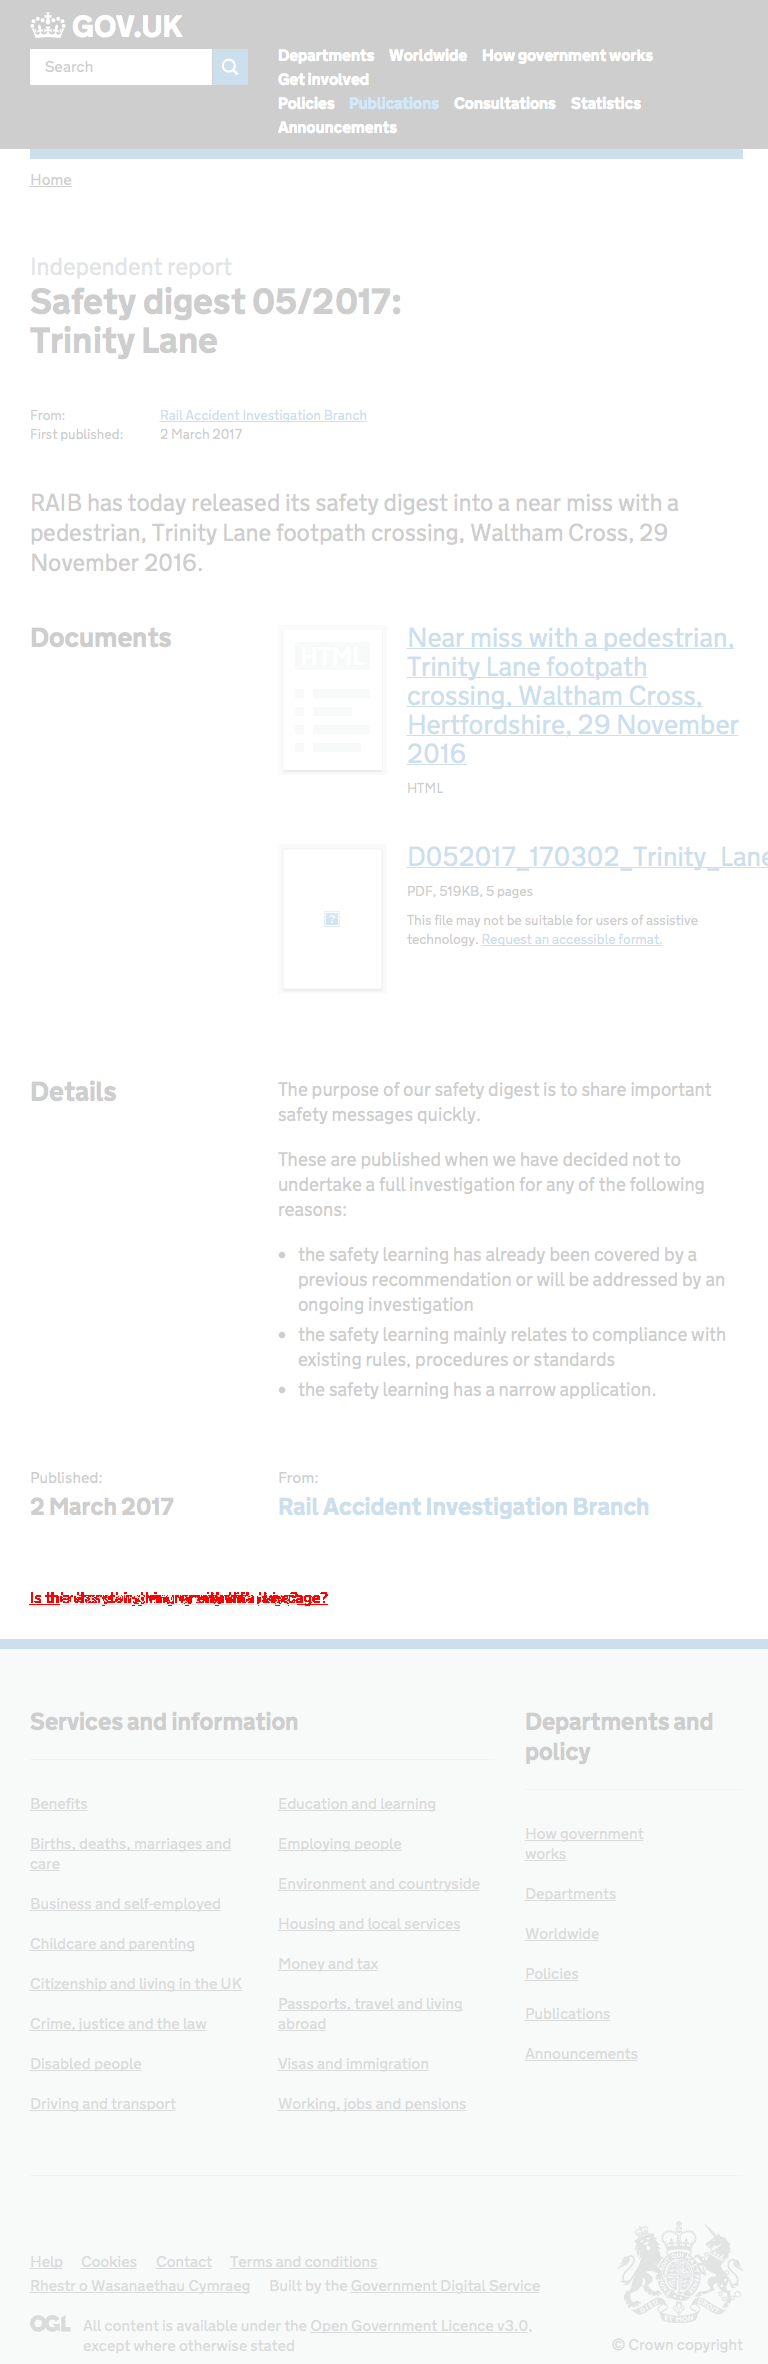 GOV.UK
Search
Departments Worldwide How government works
Get involved
Policies Publications Consultations Statistics
Announcements
Home
Independent report
Safety digest 05/2017:
Trinity Lane
From: Rail Accident Investigation Branch
First published: 2 March 2017
RAIB has today released its safety digest into a near miss with a
pedestrian, Trinity Lane footpath crossing, Waltham Cross, 29
November 2016.
Documents
HTML
Near miss with a pedestrian,
Trinity Lane footpath
crossing, Waltham Cross,
Hertfordshire, 29 November
2016
HTML
D052017_170302_Trinity_Lane
PDF, 519KB, 5 pages
This file may not be suitable for users of assistive
technology. Request an accessible format.
Details
The purpose of our safety digest is to share important
safety messages quickly.
These are published when we have decided not to
undertake a full investigation for any of the following
reasons:
• the safety learning has already been covered by a
previous recommendation or will be addressed by an
ongoing investigation
• the safety learning mainly relates to compliance with
existing rules, procedures or standards
• the safety learning has a narrow application.
Published:
2 March 2017
From:
Rail Accident Investigation Branch
Services and information
Benefits
Births, deaths, marriages and
care
Business and self-employed
Childcare and parenting
Citizenship and living in the UK
Crime, justice and the law
Disabled people
Driving and transport
Education and learning
Employing people
Environment and countryside
Housing and local services
Money and tax
Passports, travel and living
abroad
Visas and immigration
Working, jobs and pensions
Departments and
policy
How government
works
Departments
Worldwide
Policies
Publications
Announcements
Help Cookies Contact Terms and conditions
Rhestr o Wasanaethau Cymraeg Built by the Government Digital Service
OGL All content is available under the Open Government Licence v3.0,
except where otherwise stated
© Crown copyright